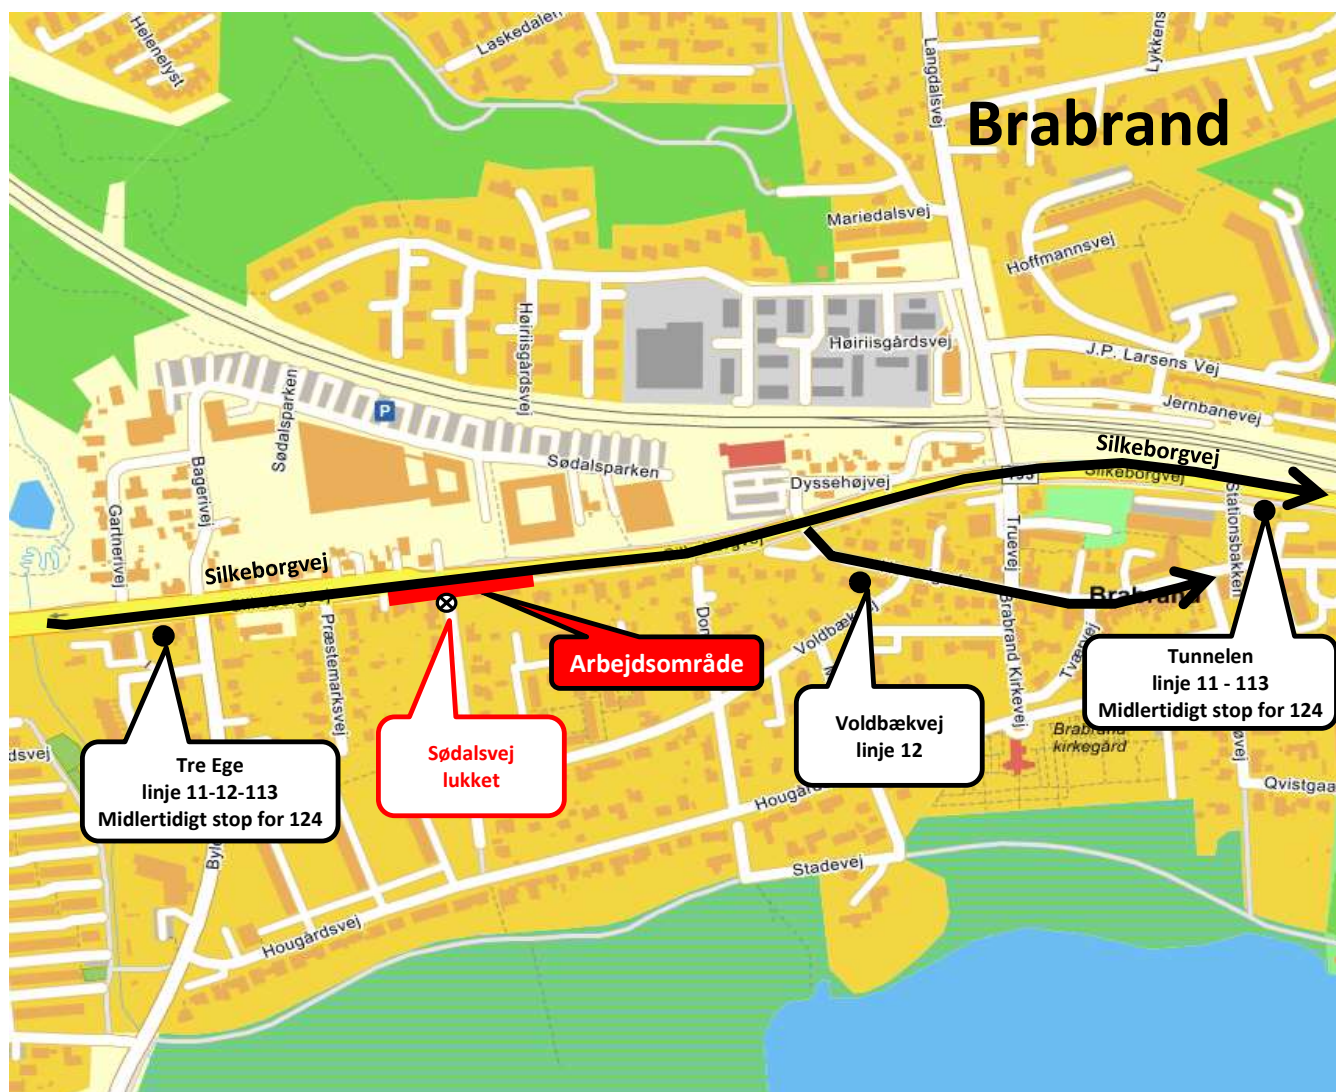 Helenelyst
Laskedalen
Langdalsvej
Lykkens
Brabrand
Mariedalsvej
Hoffmannsvej
Høiriisgårdsvej
Høiriisgårdsvej
J.P. Larsens Vej
Jernbanevej
P
Sødalsparken
Sødalsparken
Bagerivej
Gartnerivej
Dyssehøjvej
Silkeborgvej
Silkeborgvej
Stationsbakken
Truevej
Silkeborgvej
Præstemarksvej
Voldbækvej
Brabrand Kirkevej
Brabrand
Tværvej
Arbejdsområde
Tunnelen
linje 11 - 113
Midlertidigt stop for 124
Voldbækvej
linje 12
Sødalsvej
lukket
Tre Ege
linje 11-12-113
Midlertidigt stop for 124
Brabrand
kirkegård
dsvej
Qvistgaa
Stadevej
Hougårdsvej